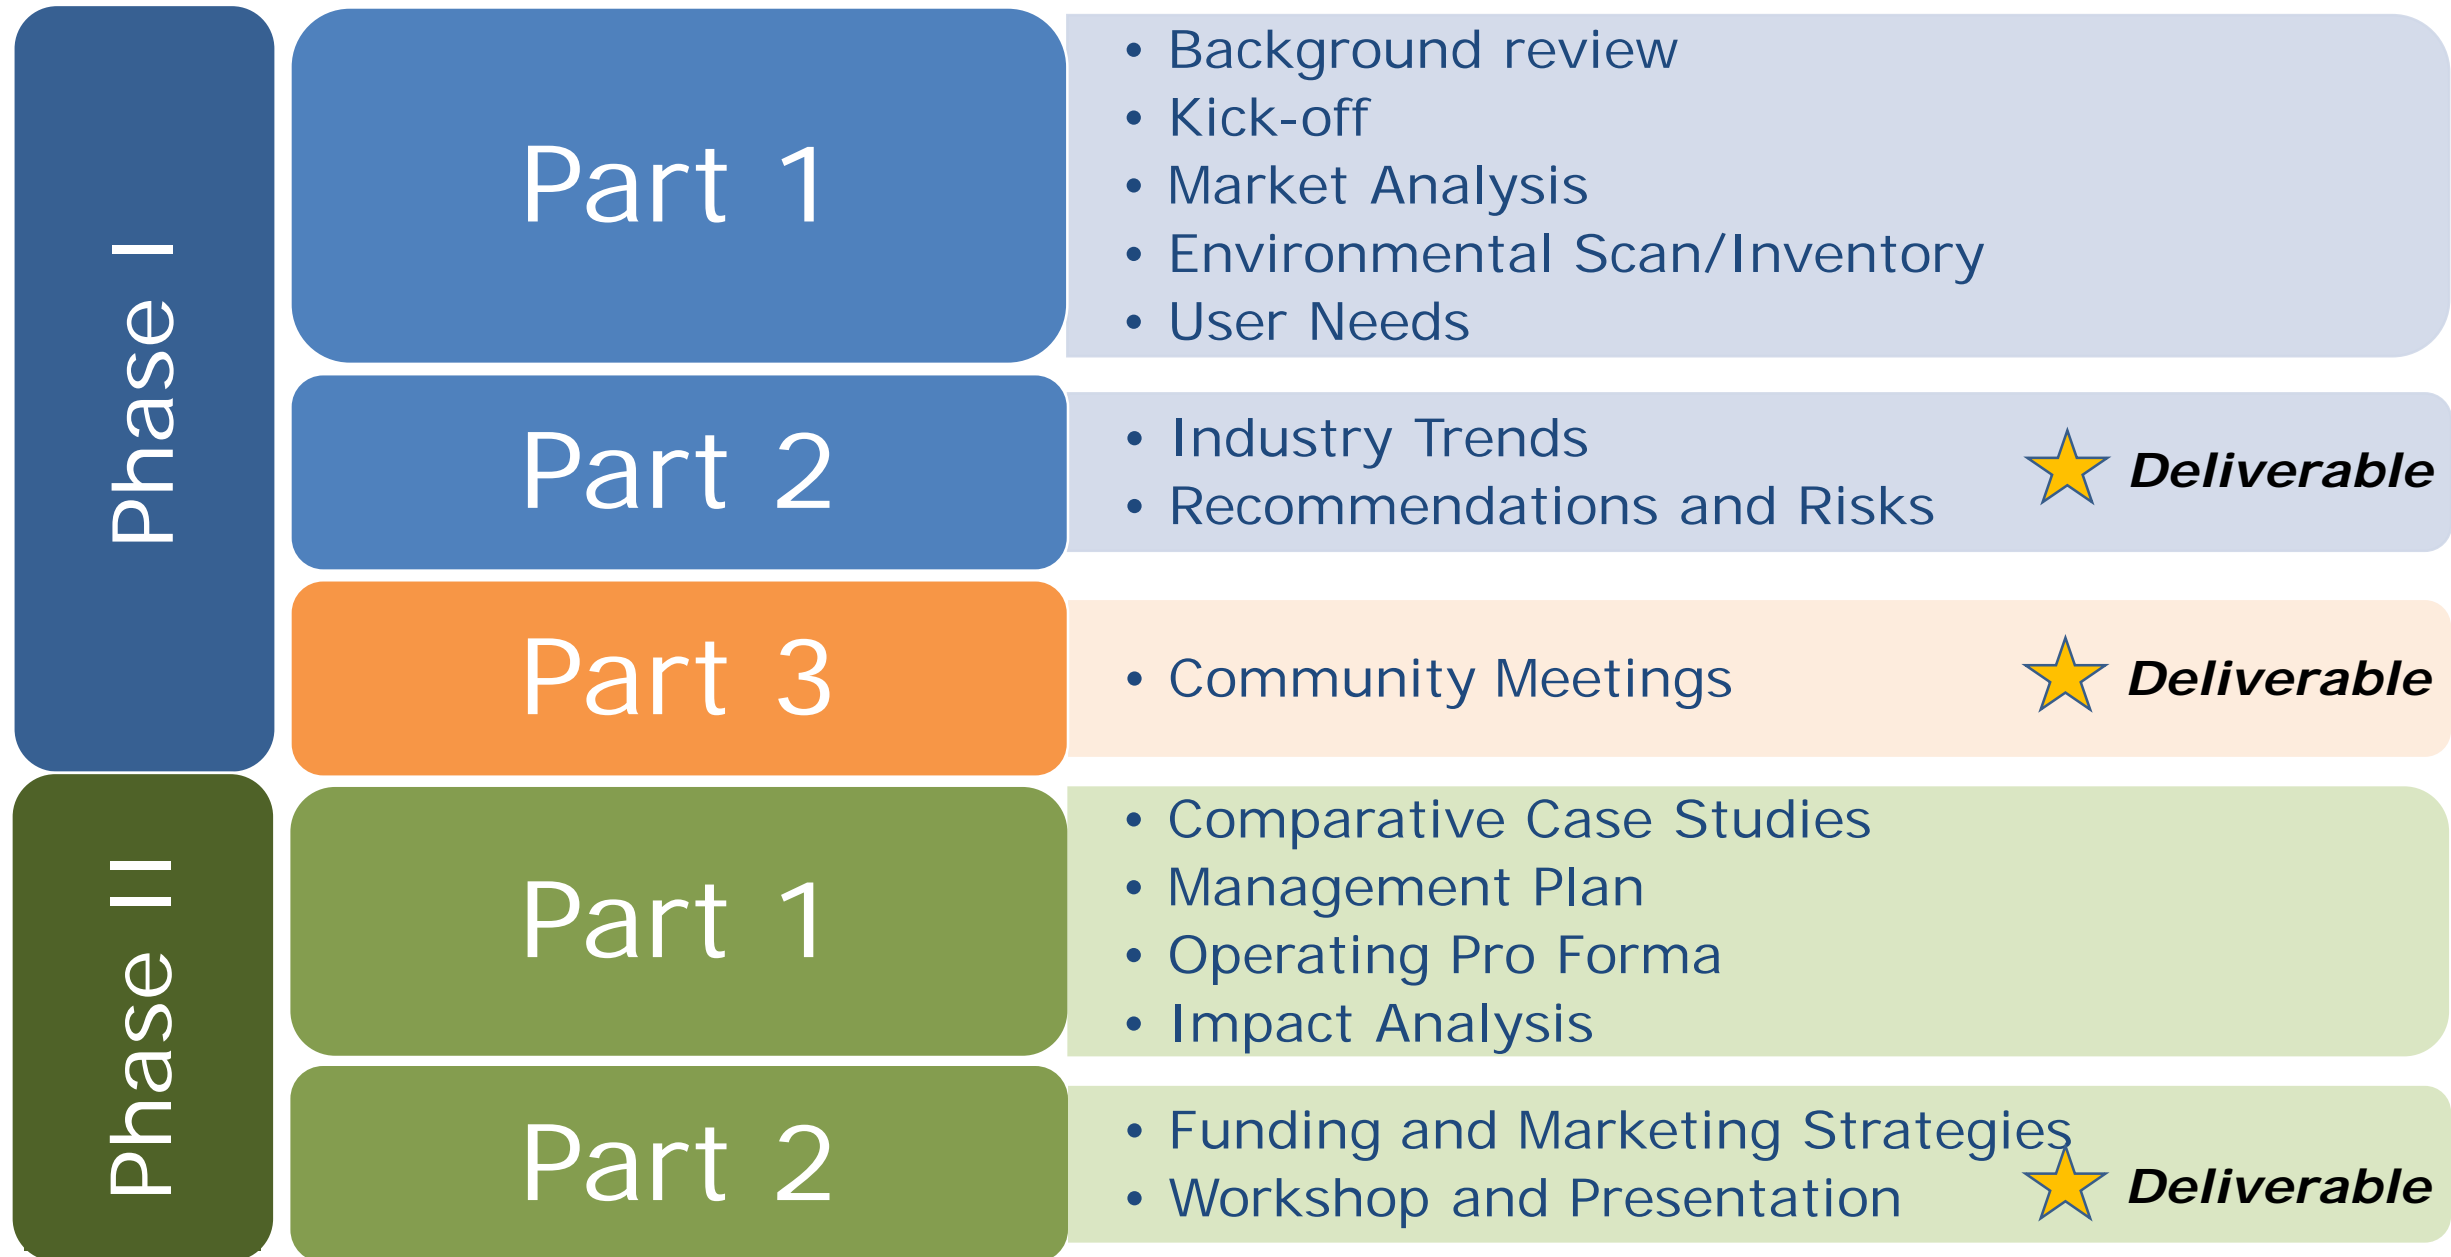 Phase I
Part 1
• Background review
• Kick-off
• Market Analysis
• Environmental Scan/Inventory
• User Needs
Part 2
• Industry Trends
• Recommendations and Risks
Deliverable
Part 3
• Community Meetings
Deliverable
Phase II
Part 1
• Comparative Case Studies
• Management Plan
• Operating Pro Forma
• Impact Analysis
Part 2
• Funding and Marketing Strategies
• Workshop and Presentation
Deliverable